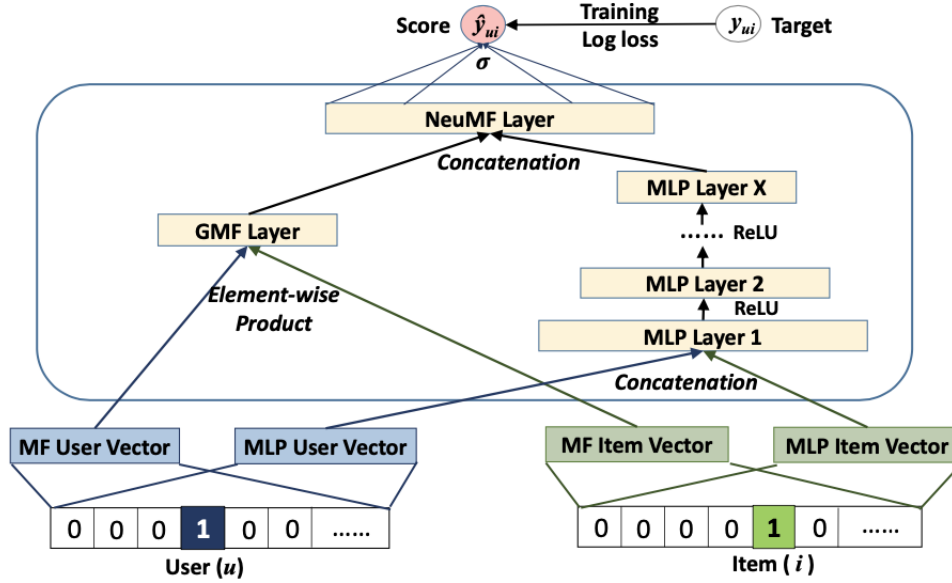 Score ŷui Training yui Target
Log loss
σ
NeuMF Layer
Concatenation
MLP Layer X
GMF Layer
...... ReLU
Element-wise
Product
MLP Layer 2
ReLU
MLP Layer 1
Concatenation
MF User Vector MLP User Vector MF Item Vector MLP Item Vector
0 0 0 1 0 0 ...... 0 0 0 0 1 0 ......
User (u) Item ( i )